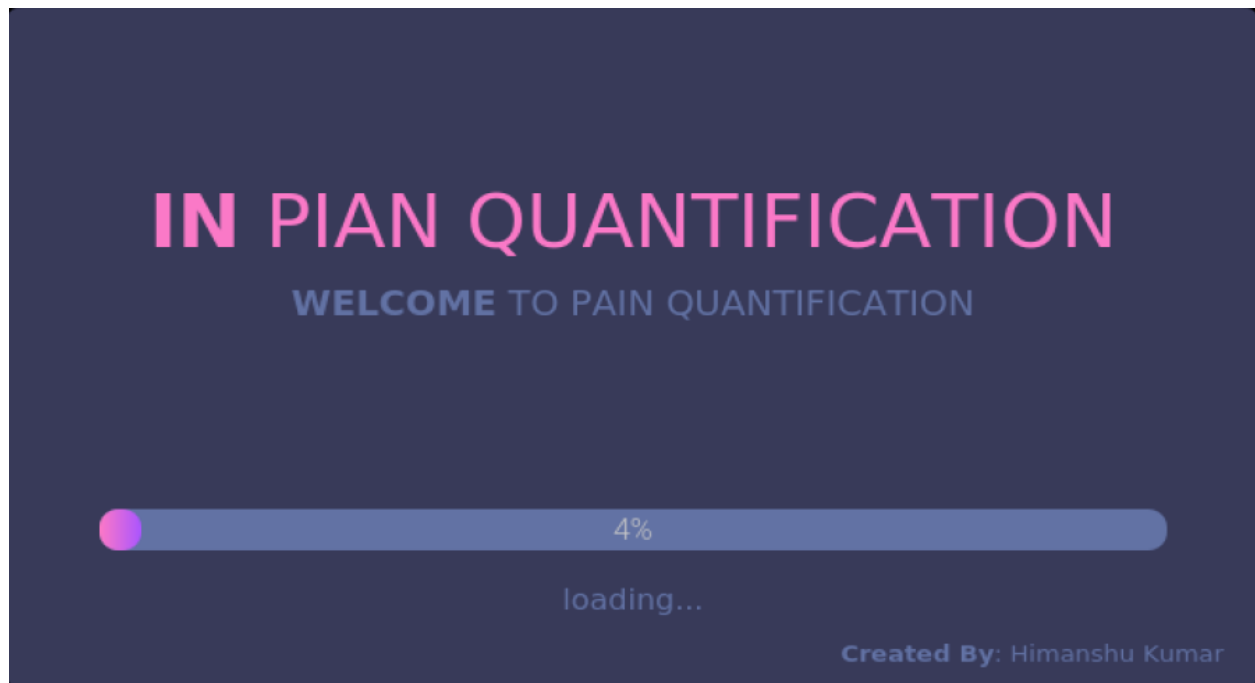 IN PIAN QUANTIFICATION
WELCOME TO PAIN QUANTIFICATION
4%
loading...
Created By: Himanshu Kumar